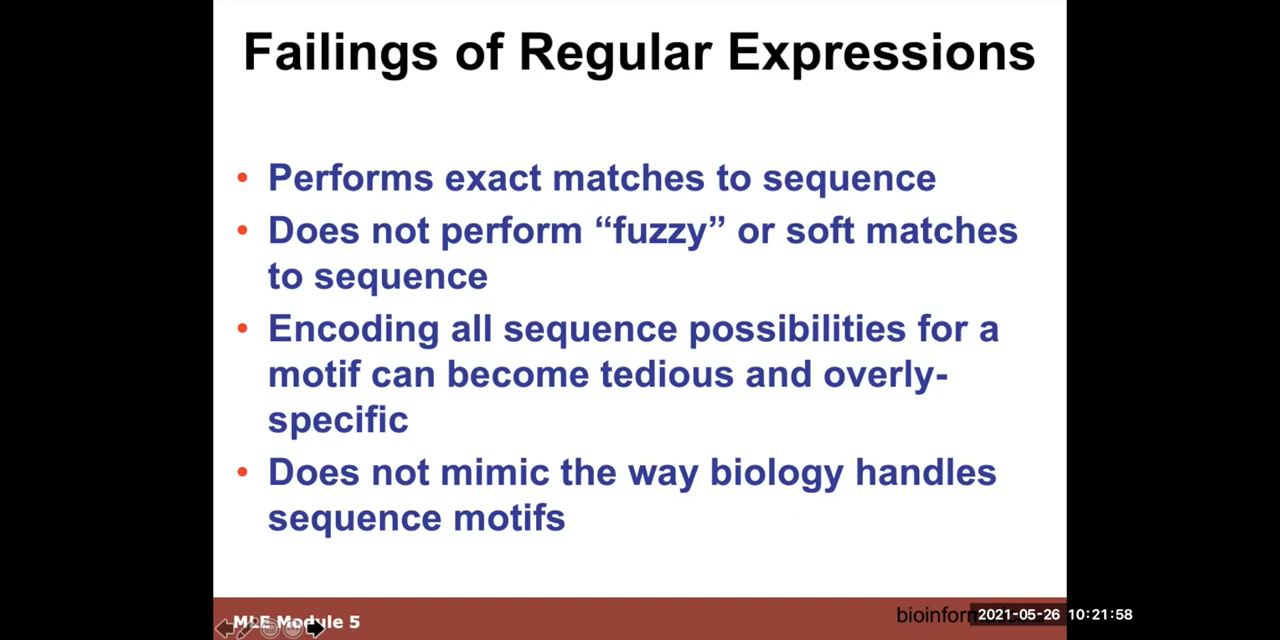 Failings of Regular Expressions
• Performs exact matches to sequence
• Does not perform “fuzzy” or soft matches
to sequence
• Encoding all sequence possibilities for a
motif can become tedious and overly-
specific
• Does not mimic the way biology handles
sequence motifs
MLE Module 5
2021-05-26 10:21:58